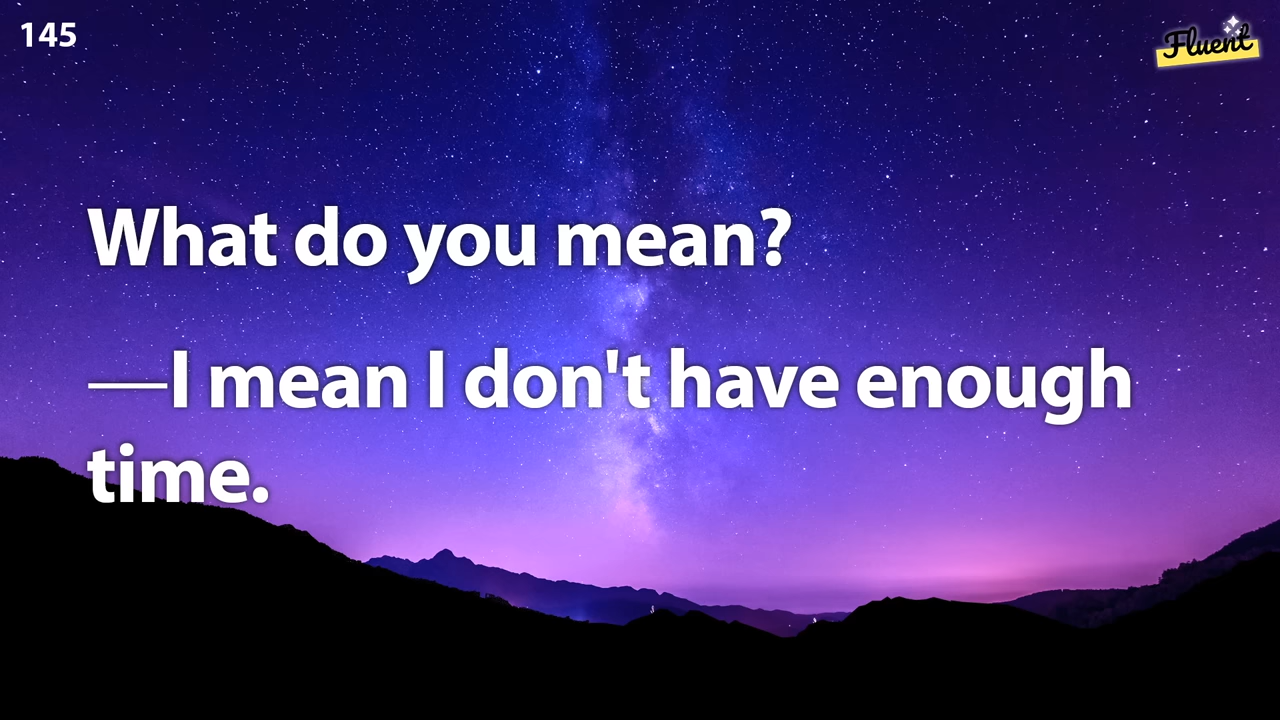 145
Fluent
What do you mean?
—I mean I don't have enough
time.